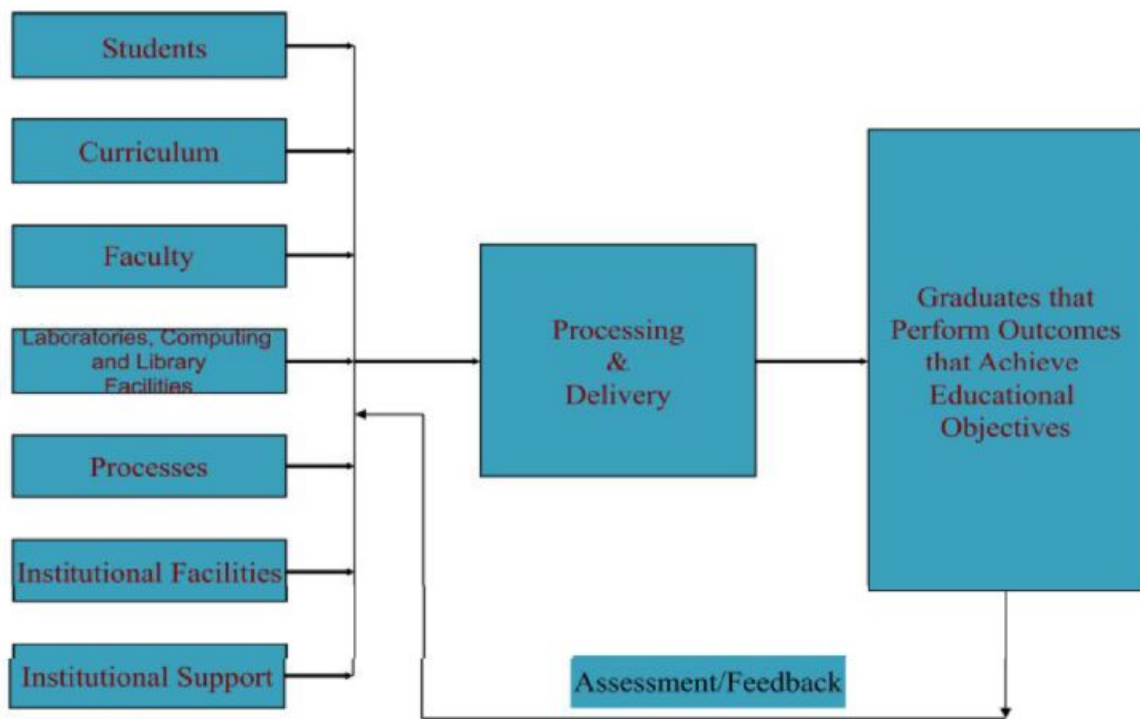 Students
Curriculum
Faculty
Laboratories, Computing
and Library
Facilities
Processes
Institutional Facilities
Institutional Support
Processing
&
Delivery
Graduates that
Perform Outcomes
that Achieve
Educational
Objectives
Assessment/Feedback